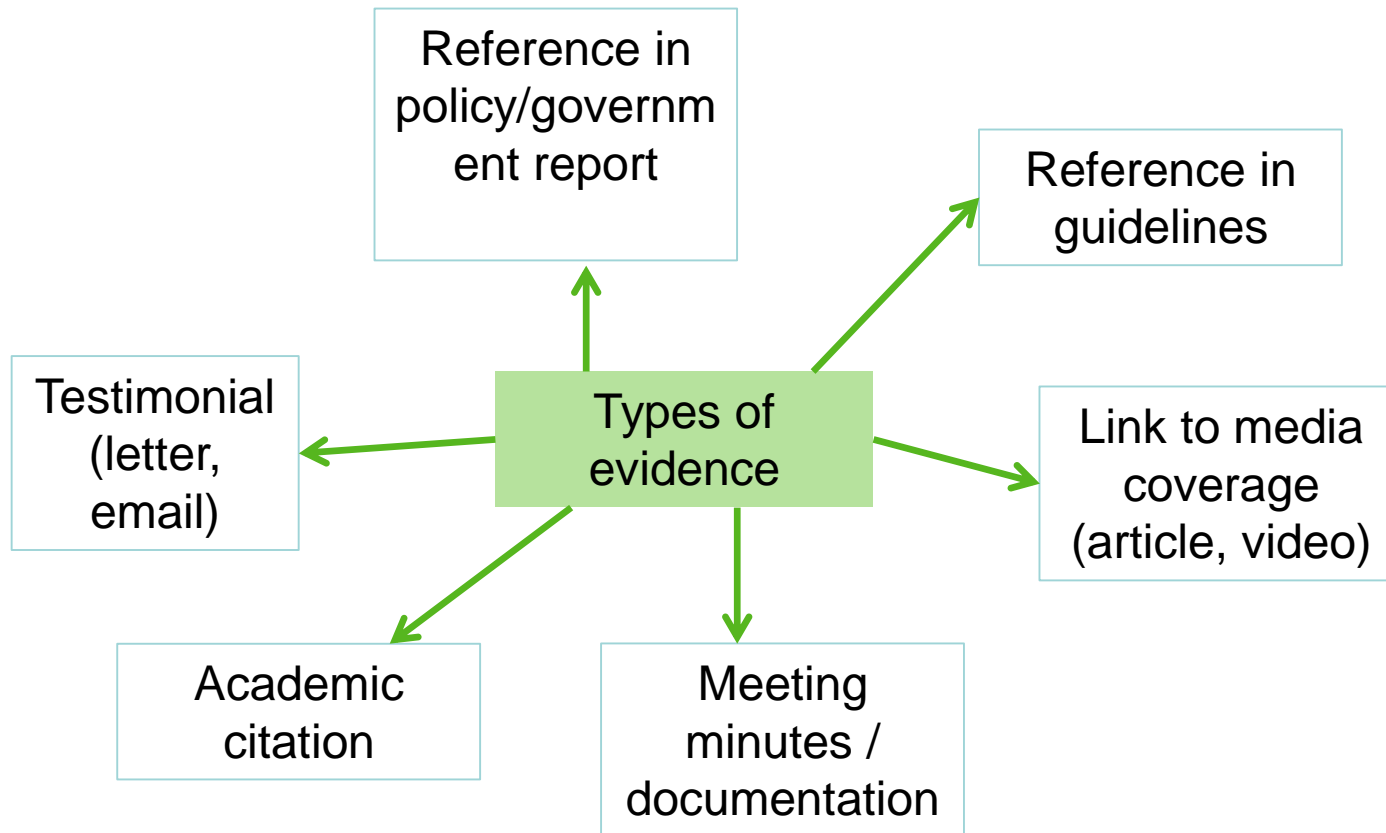 Reference in
policy/governm
ent report
Reference in
guidelines
Testimonial
(letter,
email)
Types of
evidence
Link to media
coverage
(article, video)
Academic
citation
Meeting
minutes /
documentation